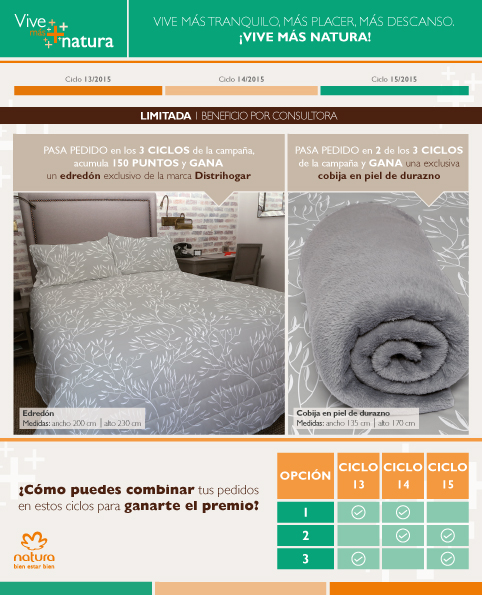 Vive
más
natura
VIVE MÁS TRANQUILO, MÁS PLACER, MÁS DESCANSO.
¡VIVE MÁS NATURA!
Ciclo 13/2015
Ciclo 14/2015
Ciclo 15/2015
LIMITADA | BENEFICIO POR CONSULTORA
PASA PEDIDO en los 3 CICLOS de la campaña,
acumula 150 PUNTOS y GANA
un edredón exclusivo de la marca Distrihogar
PASA PEDIDO en 2 de los 3 CICLOS
de la campaña y GANA una exclusiva
cobija en piel de durazno
Edredón
Medidas: ancho 200 cm | alto 230 cm
Cobija en piel de durazno
Medidas: ancho 135 cm | alto 170 cm
¿Cómo puedes combinar tus pedidos
en estos ciclos para ganarte el premio?
natura
bien estar bien
OPCIÓN
CICLO
13
CICLO
14
CICLO
15
1
2
3